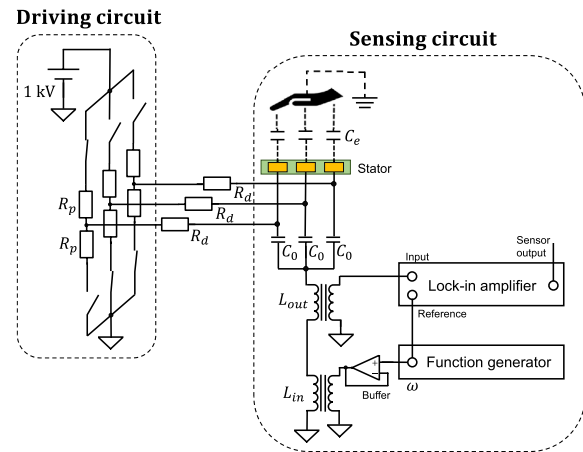 Driving circuit
Sensing circuit
1 kV
C_e
Stator
R_d
R_p
R_d
R_p
R_d
C_0 C_0 C_0
Sensor
output
Input
L_out
Lock-in amplifier
Reference
Function generator
+
−
L_in
Buffer
ω